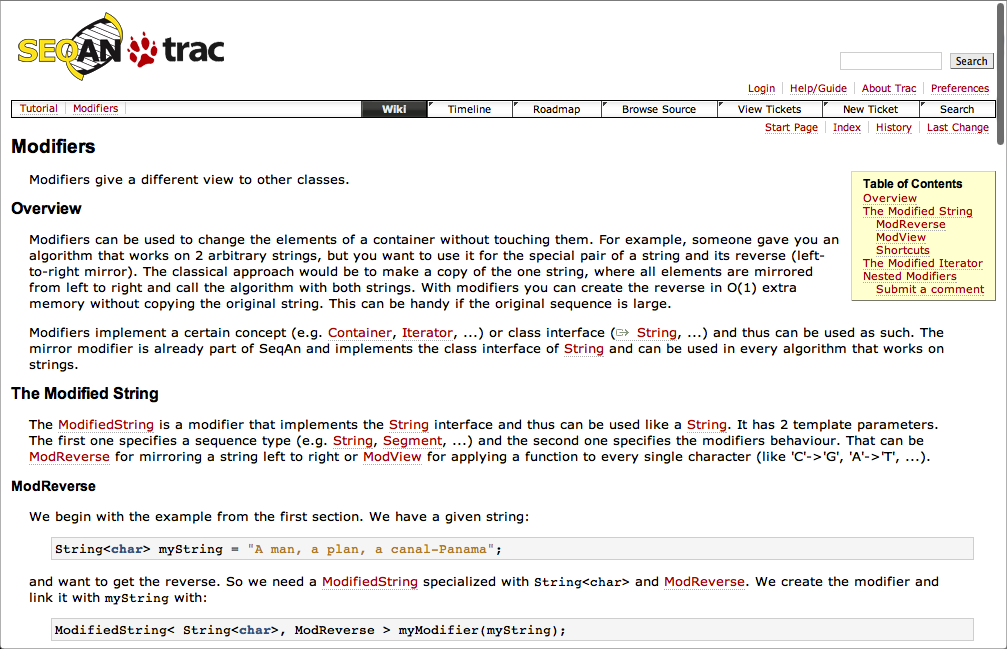 SEQAN trac
Search
Login Help/Guide About Trac Preferences
Tutorial Modifiers Wiki Timeline Roadmap Browse Source View Tickets New Ticket Search
Start Page Index History Last Change
Modifiers
Modifiers give a different view to other classes.
Table of Contents
Overview
The Modified String
ModReverse
ModView
Shortcuts
The Modified Iterator
Nested Modifiers
Submit a comment
Overview
Modifiers can be used to change the elements of a container without touching them. For example, someone gave you an
algorithm that works on 2 arbitrary strings, but you want to use it for the special pair of a string and its reverse (left-
to-right mirror). The classical approach would be to make a copy of the one string, where all elements are mirrored
from left to right and call the algorithm with both strings. With modifiers you can create the reverse in O(1) extra
memory without copying the original string. This can be handy if the original sequence is large.
Modifiers implement a certain concept (e.g. Container, Iterator, ...) or class interface (⇨ String, ...) and thus can be used as such. The
mirror modifier is already part of SeqAn and implements the class interface of String and can be used in every algorithm that works on
strings.
The Modified String
The ModifiedString is a modifier that implements the String interface and thus can be used like a String. It has 2 template parameters.
The first one specifies a sequence type (e.g. String, Segment, ...) and the second one specifies the modifiers behaviour. That can be
ModReverse for mirroring a string left to right or ModView for applying a function to every single character (like 'C'->'G', 'A'->'T', ...).
ModReverse
We begin with the example from the first section. We have a given string:
String<char> myString = "A man, a plan, a canal-Panama";
and want to get the reverse. So we need a ModifiedString specialized with String<char> and ModReverse. We create the modifier and
link it with myString with:
ModifiedString< String<char>, ModReverse > myModifier(myString);